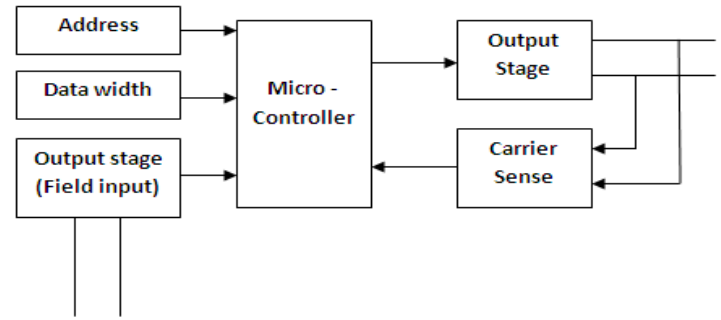 Address
Data width
Output stage
(Field input)
Micro -
Controller
Output
Stage
Carrier
Sense